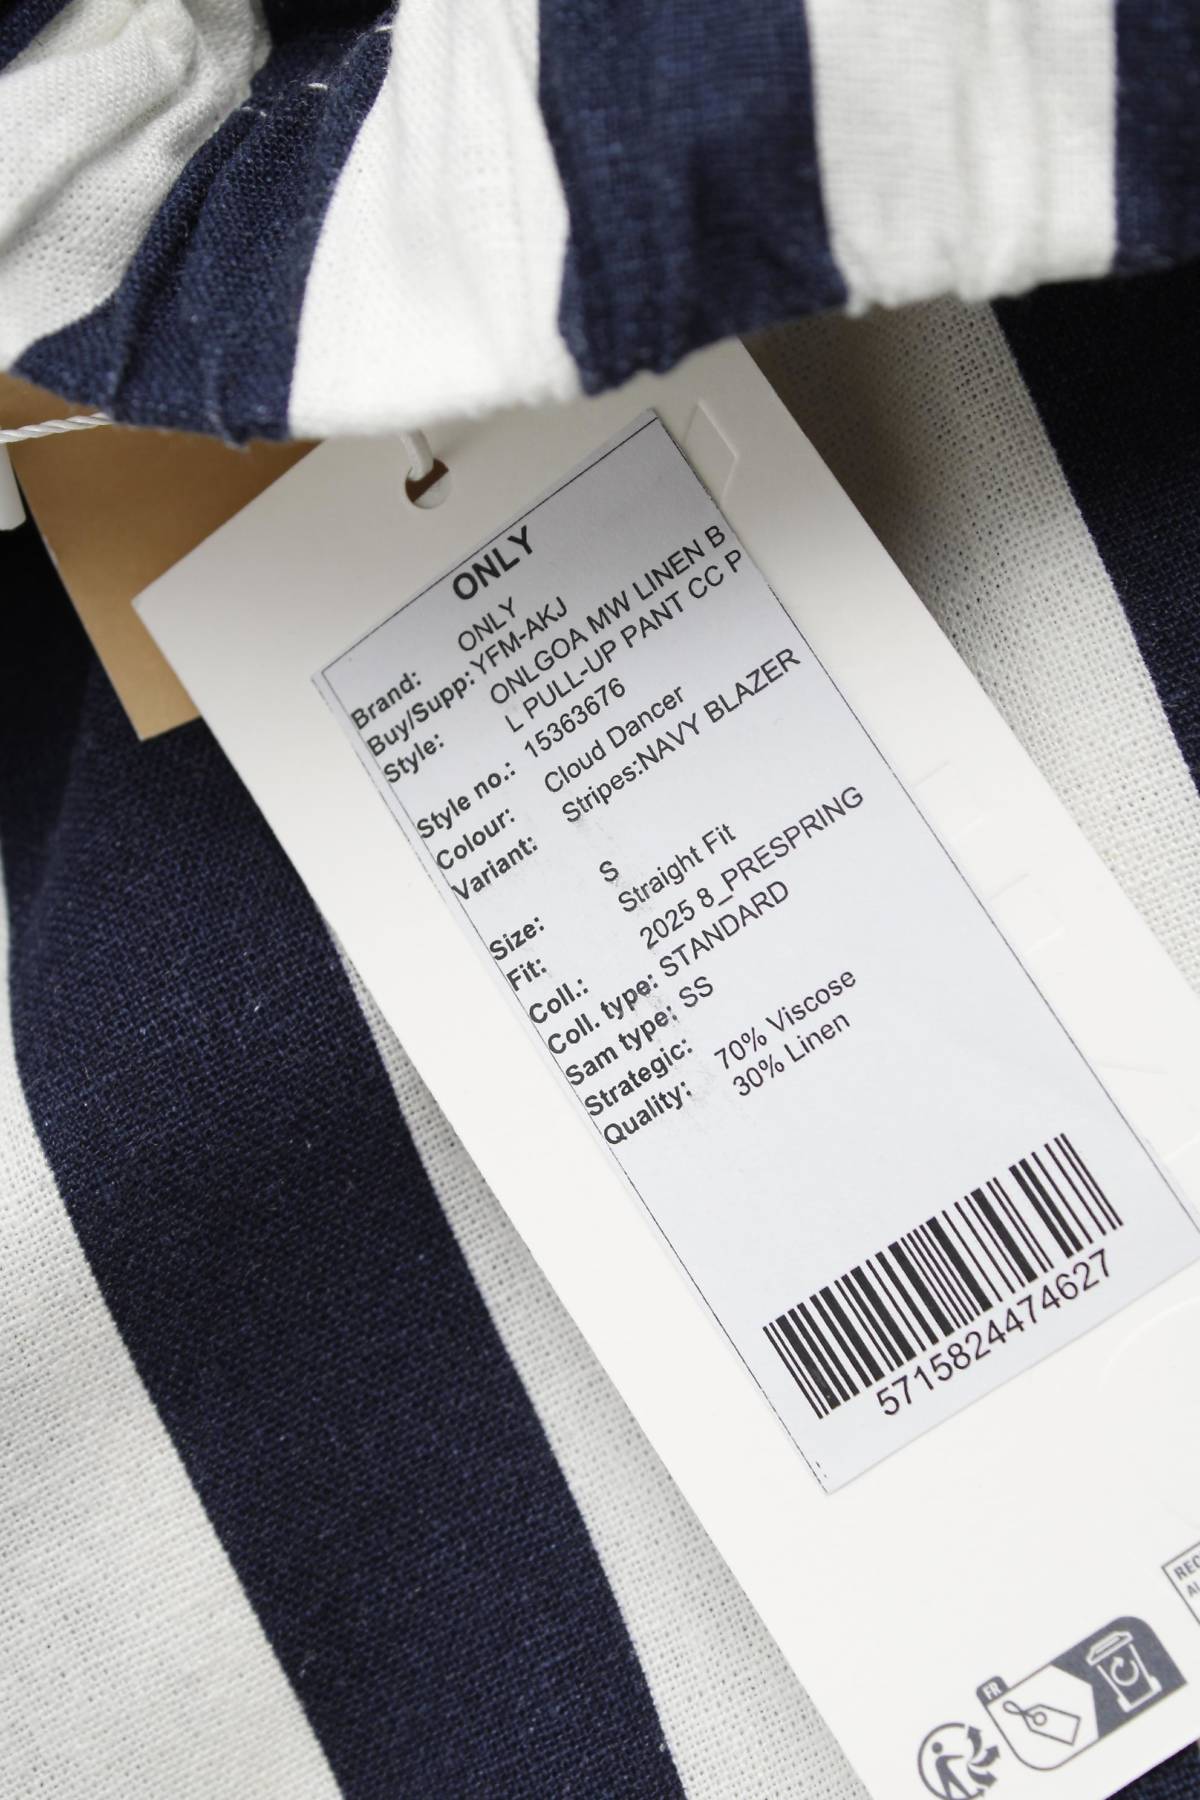 ONLY
Brand: ONLY
Buy/Supp: YFM-AKJ
Style: ONLGOA MW LINEN B
L PULL-UP PANT CC P
Style no.: 15363676
Colour: Cloud Dancer
Variant: Stripes:NAVY BLAZER
Size: S
Fit: Straight Fit
Coll.: 2025 8_PRESPRING
Coll. type: STANDARD
Sam type: SS
Strategic:
Quality: 70% Viscose
30% Linen
5715824474627
FR